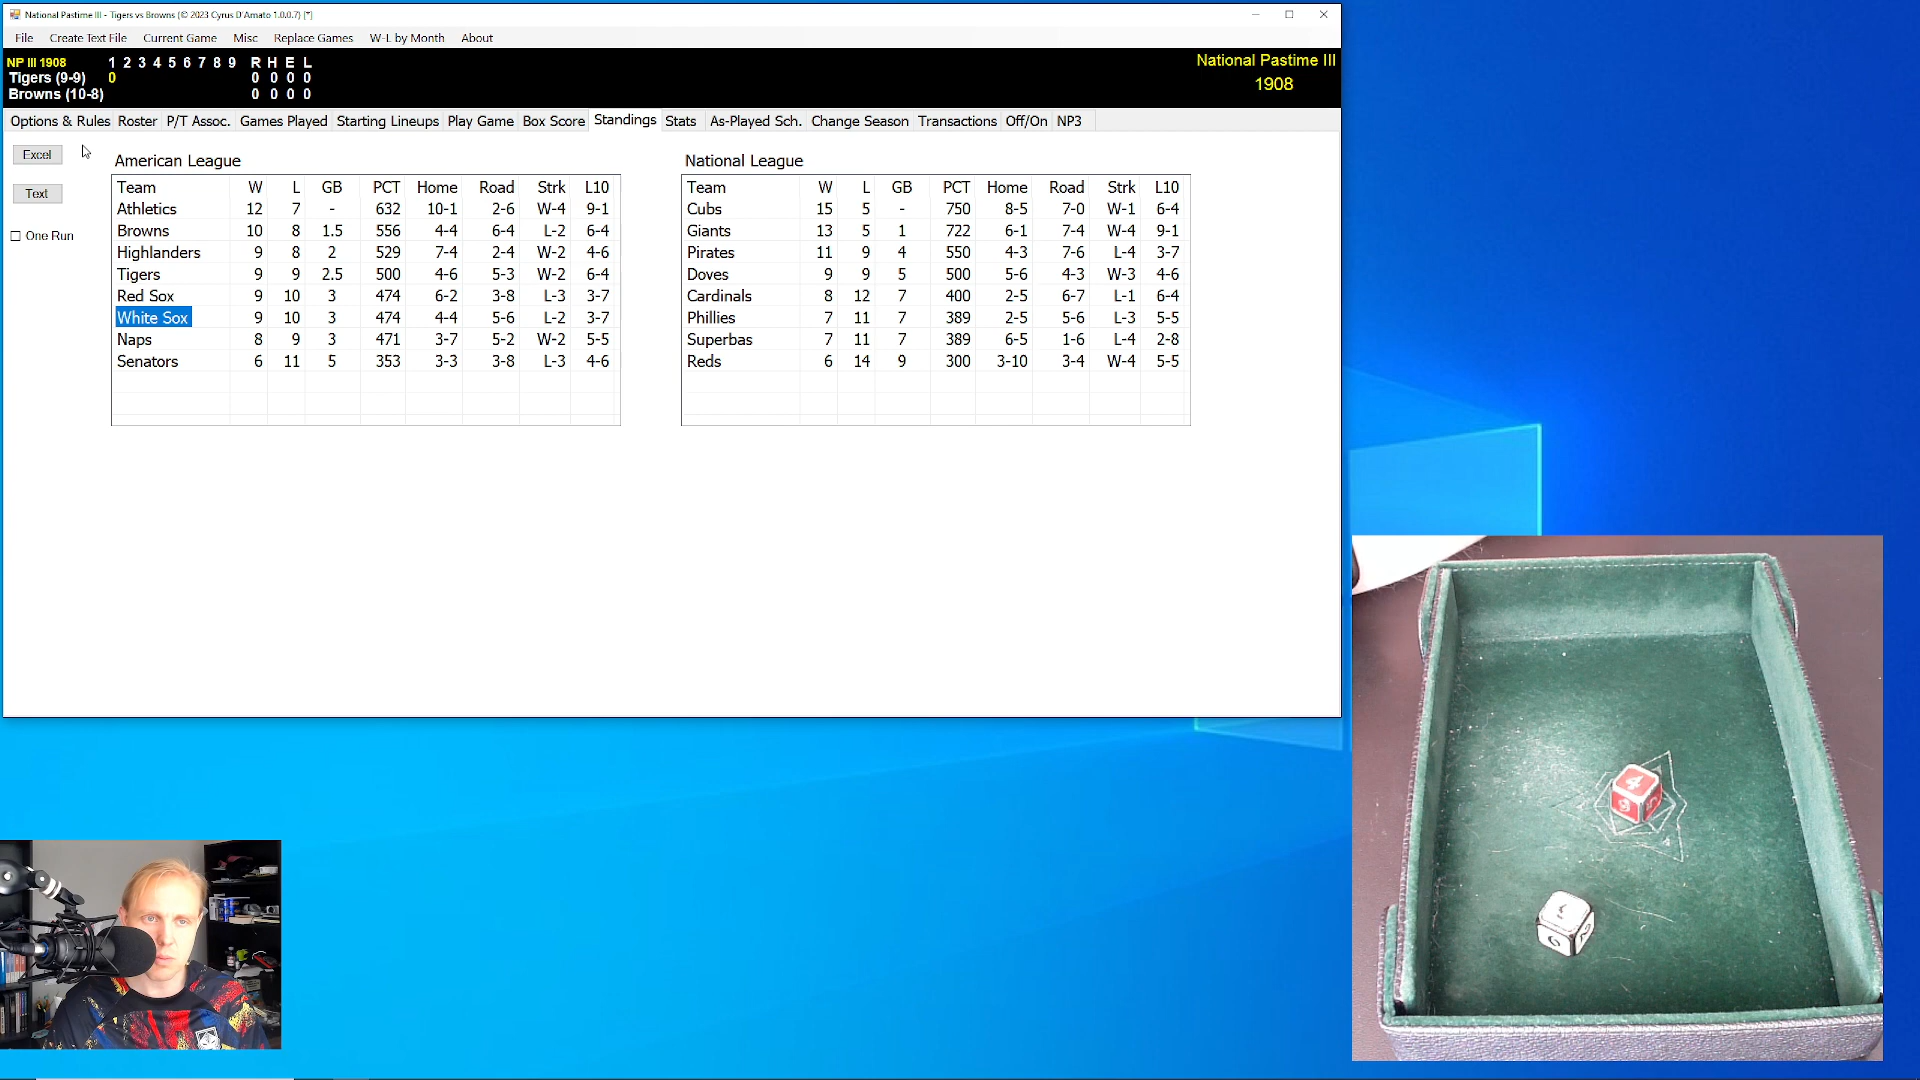 National Pastime III - Tigers vs Browns (© 2023 Cyrus D'Amato 1.0.0.7) [*]
File Create Text File Current Game Misc Replace Games W-L by Month About
NP III 1908 1 2 3 4 5 6 7 8 9 R H E L
Tigers (9-9) 0 0 0 0 0
Browns (10-8) 0 0 0 0
National Pastime III
1908
Options & Rules Roster P/T Assoc. Games Played Starting Lineups Play Game Box Score Standings Stats As-Played Sch. Change Season Transactions Off/On NP3
Excel
Text
One Run
American League
Team W L GB PCT Home Road Strk L10
Athletics 12 7 - 632 10-1 2-6 W-4 9-1
Browns 10 8 1.5 556 4-4 6-4 L-2 6-4
Highlanders 9 8 2 529 7-4 2-4 W-2 4-6
Tigers 9 9 2.5 500 4-6 5-3 W-2 6-4
Red Sox 9 10 3 474 6-2 3-8 L-3 3-7
White Sox 9 10 3 474 4-4 5-6 L-2 3-7
Naps 8 9 3 471 3-7 5-2 W-2 5-5
Senators 6 11 5 353 3-3 3-8 L-3 4-6
National League
Team W L GB PCT Home Road Strk L10
Cubs 15 5 - 750 8-5 7-0 W-1 6-4
Giants 13 5 1 722 6-1 7-4 W-4 9-1
Pirates 11 9 4 550 4-3 7-6 L-4 3-7
Doves 9 9 5 500 5-6 4-3 W-3 4-6
Cardinals 8 12 7 400 2-5 6-7 L-1 6-4
Phillies 7 11 7 389 2-5 5-6 L-3 5-5
Superbas 7 11 7 389 6-5 1-6 L-4 2-8
Reds 6 14 9 300 3-10 3-4 W-4 5-5
4